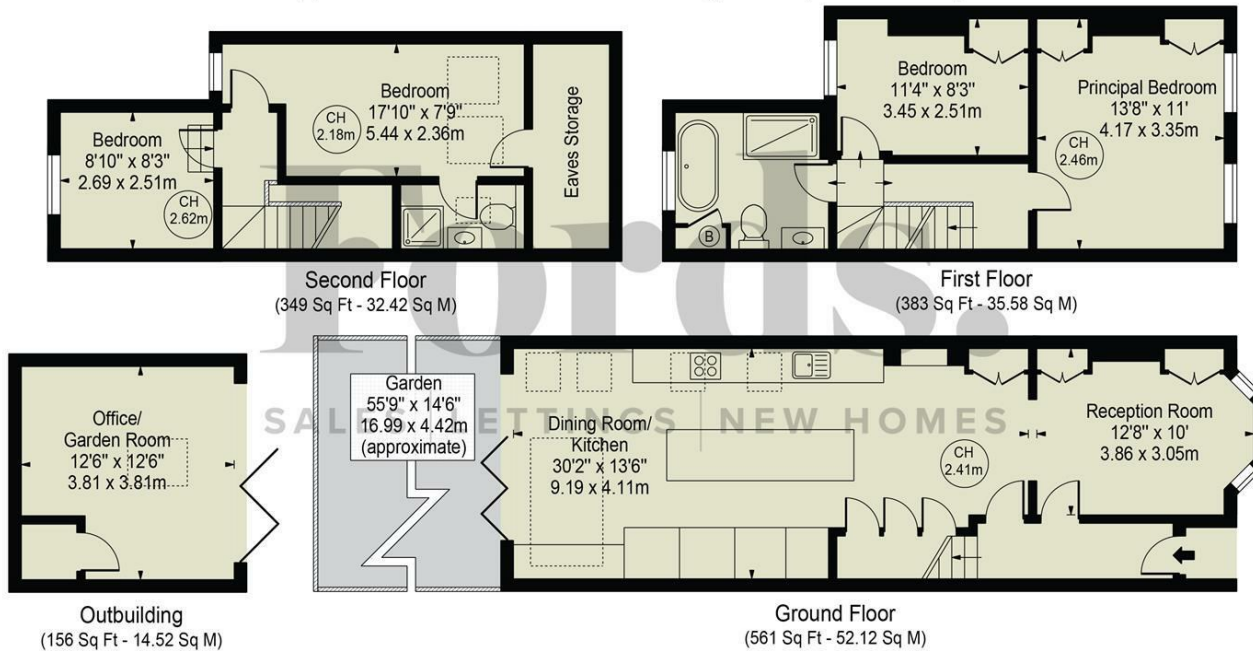 Bedroom
17'10" x 7'9"
5.44 x 2.36m
CH
2.18m
Bedroom
8'10" x 8'3"
2.69 x 2.51m
CH
2.62m
Eaves Storage
Second Floor
(349 Sq Ft - 32.42 Sq M)
Bedroom
11'4" x 8'3"
3.45 x 2.51m
Principal Bedroom
13'8" x 11'
4.17 x 3.35m
CH
2.46m
B
First Floor
(383 Sq Ft - 35.58 Sq M)
Fords.
SALES LETTINGS NEW HOMES
Office/
Garden Room
12'6" x 12'6"
3.81 x 3.81m
Outbuilding
(156 Sq Ft - 14.52 Sq M)
Garden
55'9" x 14'6"
16.99 x 4.42m
(approximate)
Dining Room/
Kitchen
30'2" x 13'6"
9.19 x 4.11m
CH
2.41m
Reception Room
12'8" x 10'
3.86 x 3.05m
Ground Floor
(561 Sq Ft - 52.12 Sq M)